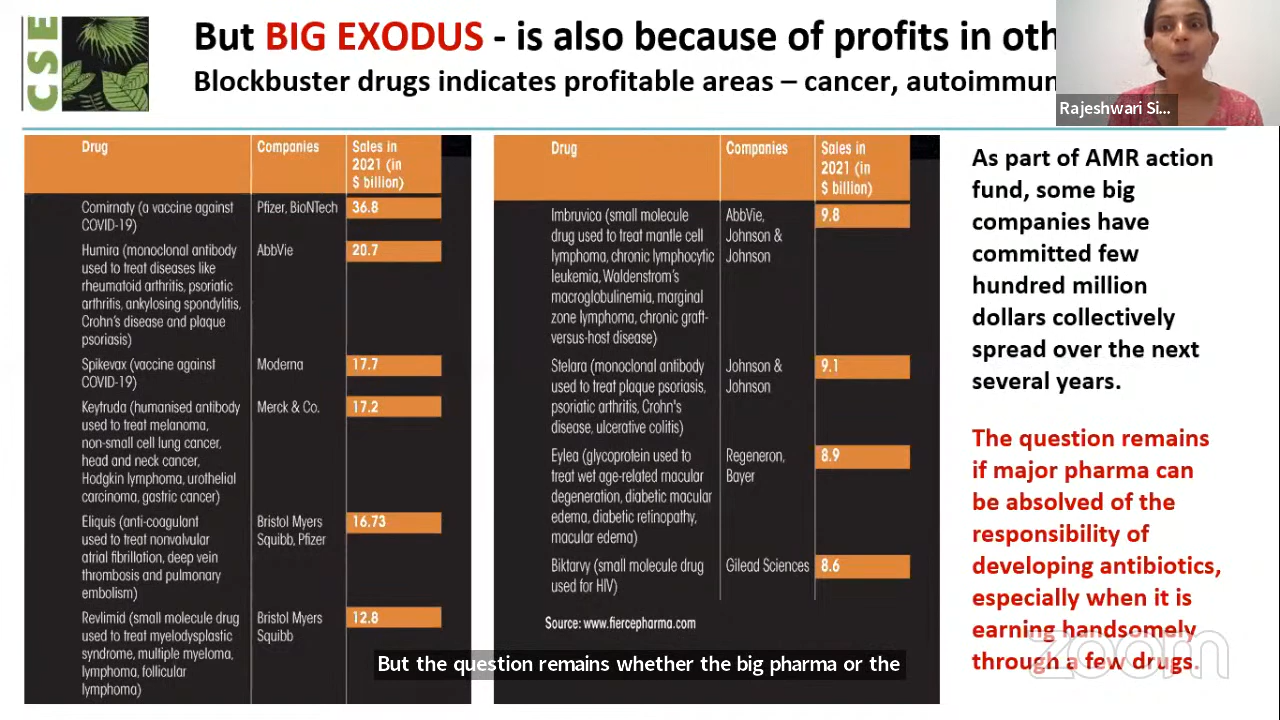 CSE
But BIG EXODUS - is also because of profits in oth
Blockbuster drugs indicates profitable areas – cancer, autoimmun
Rajeshwari Si...
Drug
Companies
Sales in
2021 (in
$ billion)
Comirnaty (a vaccine against
COVID-19)
Pfizer, BioNTech
36.8
Humira (monoclonal antibody
used to treat diseases like
rheumatoid arthritis, psoriatic
arthritis, ankylosing spondylitis,
Crohn's disease and plaque
psoriasis)
AbbVie
20.7
Spikevax (vaccine against
COVID-19)
Moderna
17.7
Keytruda (humanised antibody
used to treat melanoma,
non-small cell lung cancer,
head and neck cancer,
Hodgkin lymphoma, urothelial
carcinoma, gastric cancer)
Merck & Co.
17.2
Eliquis (anti-coagulant
used to treat nonvalvular
atrial fibrillation, deep vein
thrombosis and pulmonary
embolism)
Bristol Myers
Squibb, Pfizer
16.73
Revlimid (small molecule drug
used to treat myelodysplastic
syndrome, multiple myeloma,
lymphoma, follicular
lymphoma)
Bristol Myers
Squibb
12.8
Drug
Companies
Sales in
2021 (in
$ billion)
Imbruvica (small molecule
drug used to treat mantle cell
lymphoma, chronic lymphocytic
leukemia, Waldenstrom's
macroglobulinemia, marginal
zone lymphoma, chronic graft-
versus-host disease)
AbbVie,
Johnson &
Johnson
9.8
Stelara (monoclonal antibody
used to treat plaque psoriasis,
psoriatic arthritis, Crohn's
disease, ulcerative colitis)
Johnson &
Johnson
9.1
Eylea (glycoprotein used to
treat wet age-related macular
degeneration, diabetic macular
edema, diabetic retinopathy,
macular edema)
Regeneron,
Bayer
8.9
Biktarvy (small molecule drug
used for HIV)
Gilead Sciences
8.6
Source: www.fiercepharma.com
As part of AMR action
fund, some big
companies have
committed few
hundred million
dollars collectively
spread over the next
several years.
The question remains
if major pharma can
be absolved of the
responsibility of
developing antibiotics,
especially when it is
earning handsomely
through a few drugs.
zoom
But the question remains whether the big pharma or the